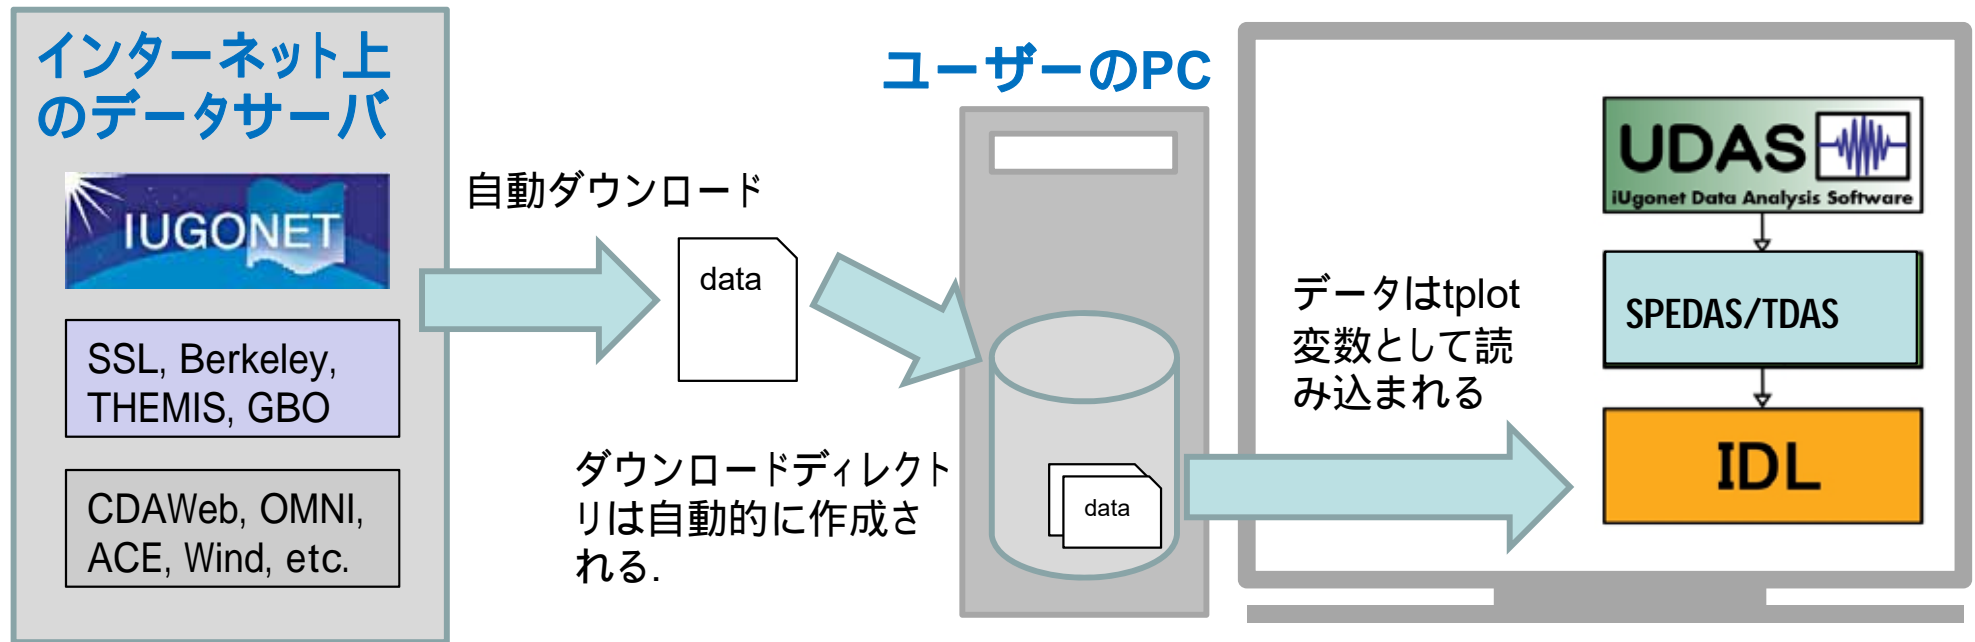 インターネット上
のデータサーバ
IUGONET
SSL, Berkeley,
THEMIS, GBO
CDAWeb, OMNI,
ACE, Wind, etc.
自動ダウンロード
data
ダウンロードディレクト
リは自動的に作成さ
れる.
ユーザーのPC
data
データはtplot
変数として読
み込まれる
UDAS
iUgonet Data Analysis Software
SPEDAS/TDAS
IDL